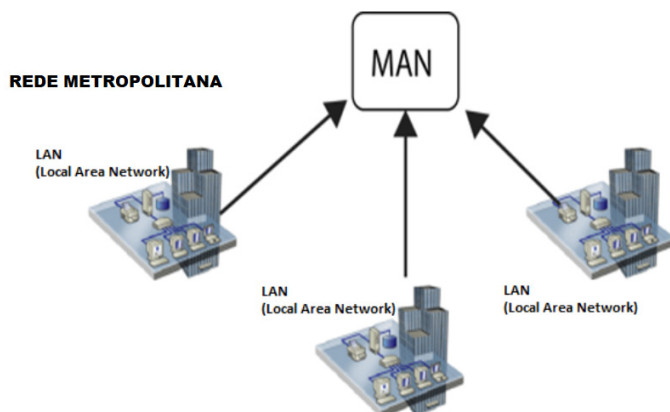 MAN
REDE METROPOLITANA
LAN
(Local Area Network)
LAN
(Local Area Network)
LAN
(Local Area Network)